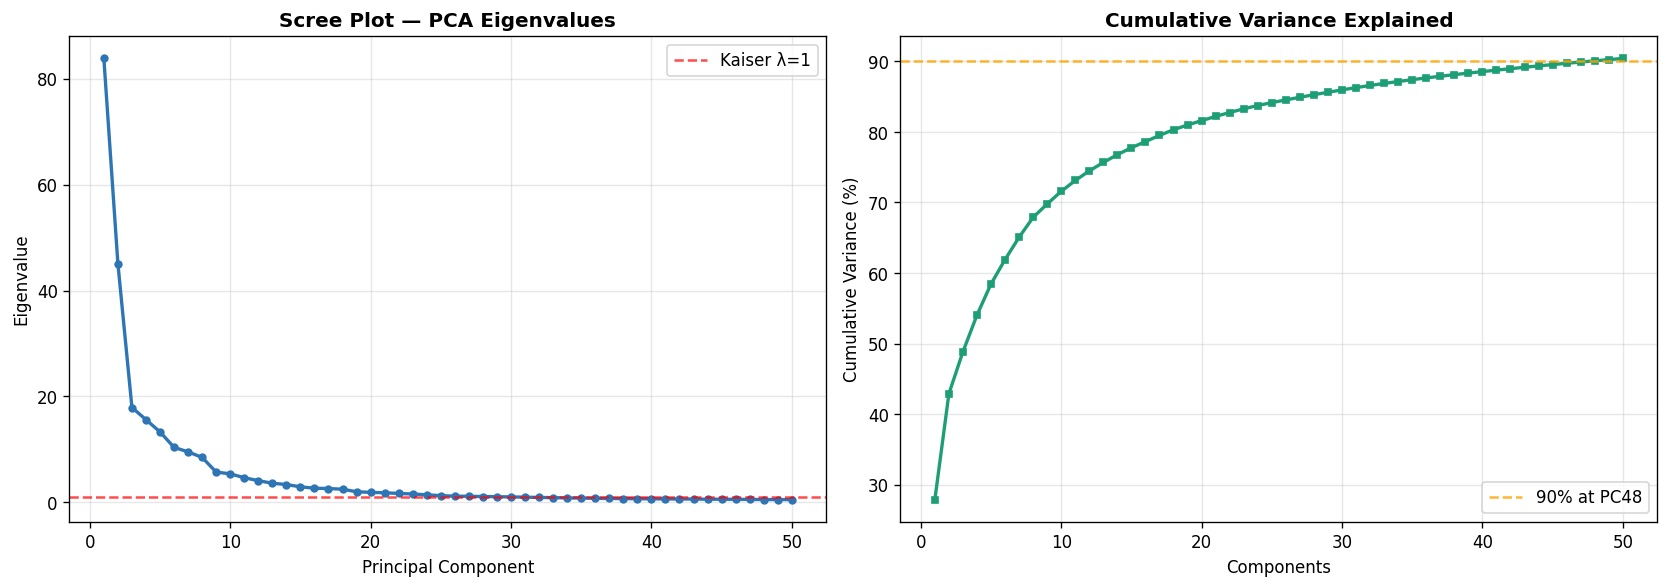 Scree Plot — PCA Eigenvalues
Kaiser λ=1
80
60
40
20
0
Eigenvalue
0 10 20 30 40 50
Principal Component
Cumulative Variance Explained
90
80
70
60
50
40
30
Cumulative Variance (%)
90% at PC48
0 10 20 30 40 50
Components